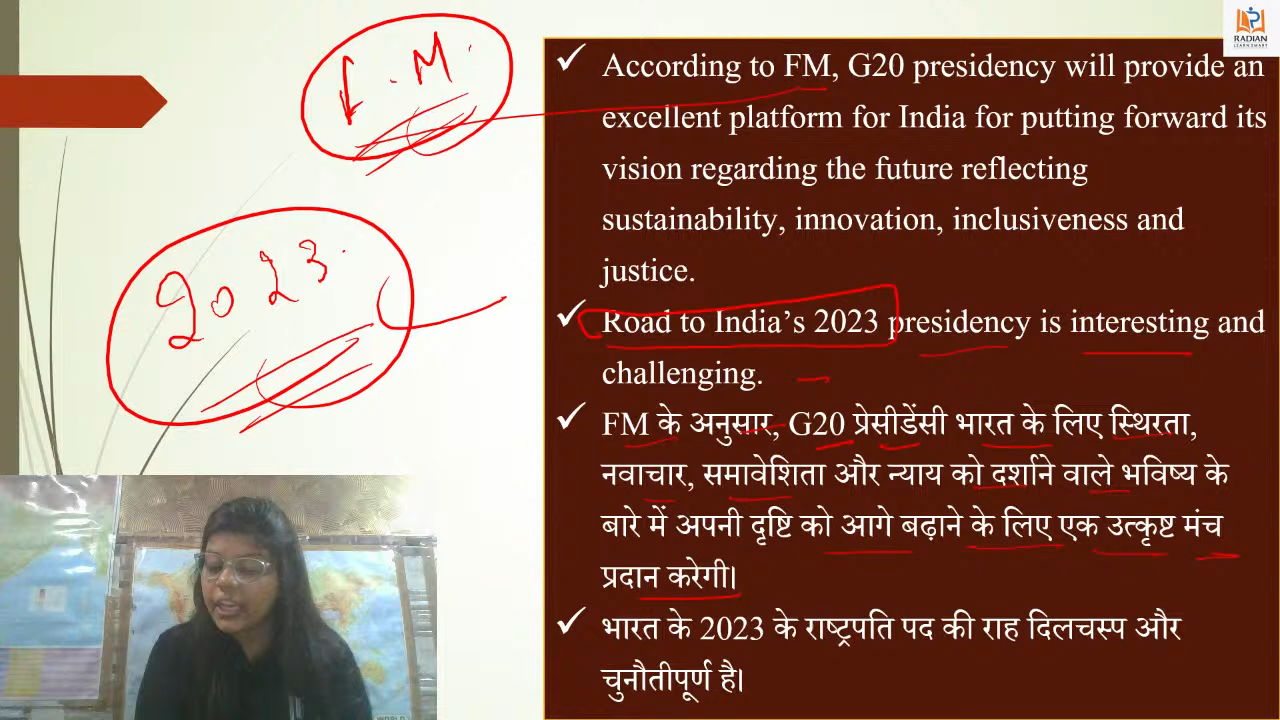 F.M.
2023.
RADIAN
LEARN SMART
According to FM, G20 presidency will provide an
excellent platform for India for putting forward its
vision regarding the future reflecting
sustainability, innovation, inclusiveness and
justice.
Road to India’s 2023 presidency is interesting and
challenging.
FM के अनुसार, G20 प्रेसीडेंसी भारत के लिए स्थिरता,
नवाचार, समावेशिता और न्याय को दर्शाने वाले भविष्य के
बारे में अपनी दृष्टि को आगे बढ़ाने के लिए एक उत्कृष्ट मंच
प्रदान करेगी।
भारत के 2023 के राष्ट्रपति पद की राह दिलचस्प और
चुनौतीपूर्ण है।
WORLD